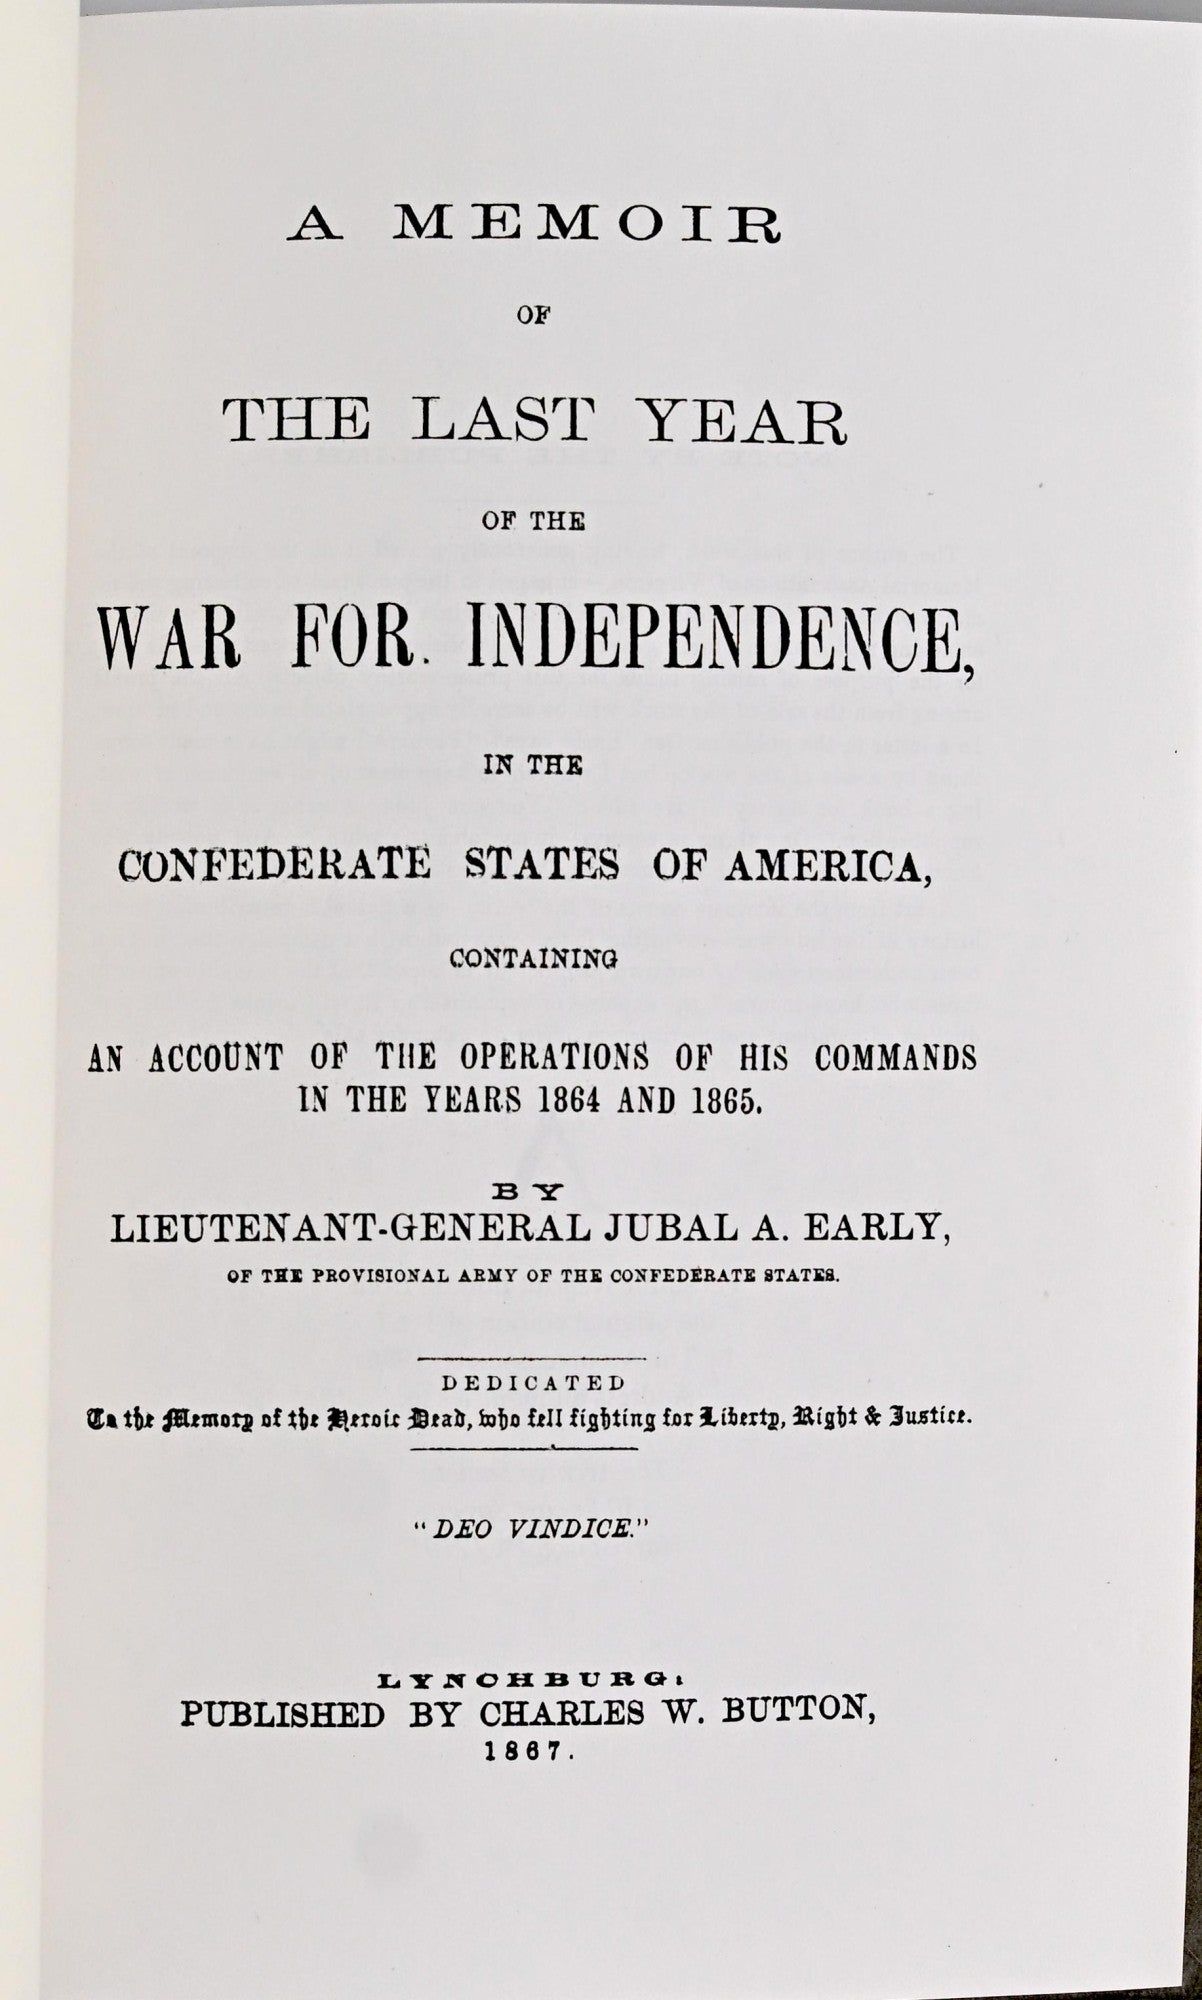 A MEMOIR
OF
THE LAST YEAR
OF THE
WAR FOR. INDEPENDENCE,
IN THE
CONFEDERATE STATES OF AMERICA,
CONTAINING
AN ACCOUNT OF THE OPERATIONS OF HIS COMMANDS
IN THE YEARS 1864 AND 1865.
BY
LIEUTENANT-GENERAL JUBAL A. EARLY,
OF THE PROVISIONAL ARMY OF THE CONFEDERATE STATES.
DEDICATED
To the Memory of the Heroic Dead, who fell fighting for Liberty, Right & Justice.
"DEO VINDICE."
LYNCHBURG:
PUBLISHED BY CHARLES W. BUTTON,
1867.